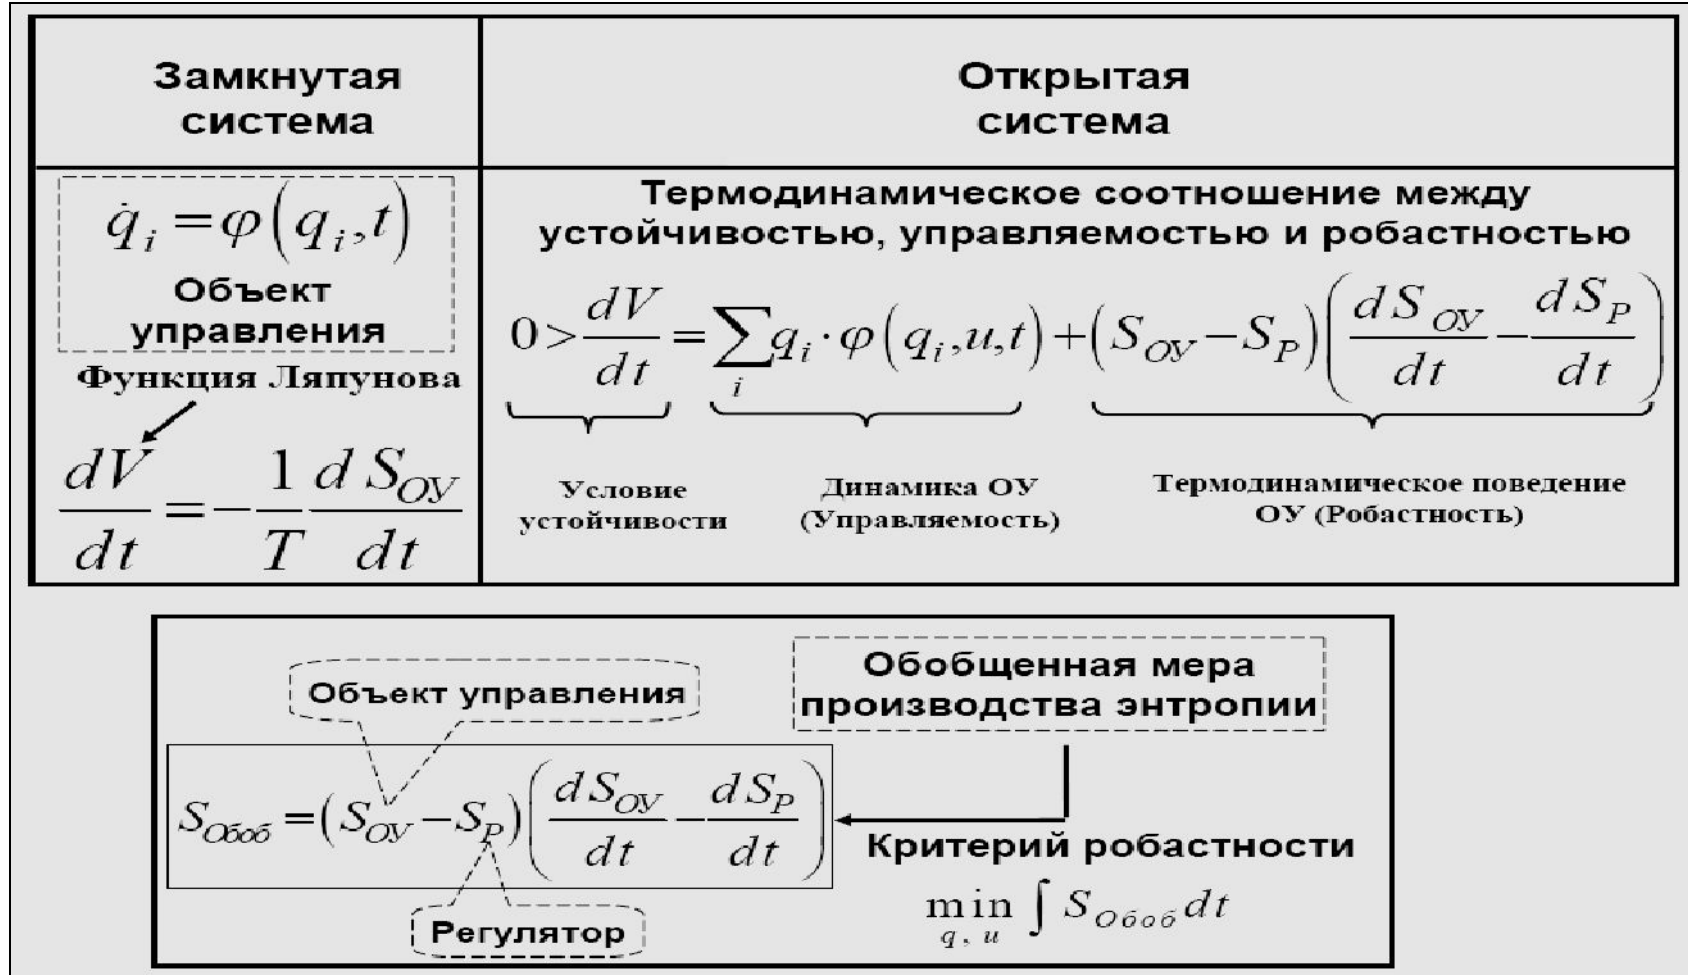 Замкнутая
система
Открытая
система
q̇ᵢ = φ(qᵢ, t)
Объект
управления
Функция Ляпунова
dV/dt = − 1/T dS_ОУ/dt
Термодинамическое соотношение между
устойчивостью, управляемостью и робастностью
0 > dV/dt = ∑ᵢ qᵢ · φ(qᵢ, u, t) + (S_ОУ − S_P)(dS_ОУ/dt − dS_P/dt)
Условие
устойчивости
Динамика ОУ
(Управляемость)
Термодинамическое поведение
ОУ (Робастность)
Объект управления
Обобщенная мера
производства энтропии
S_Обоб = (S_ОУ − S_P)(dS_ОУ/dt − dS_P/dt)
Регулятор
Критерий робастности
min q, u ∫ S_Обоб dt